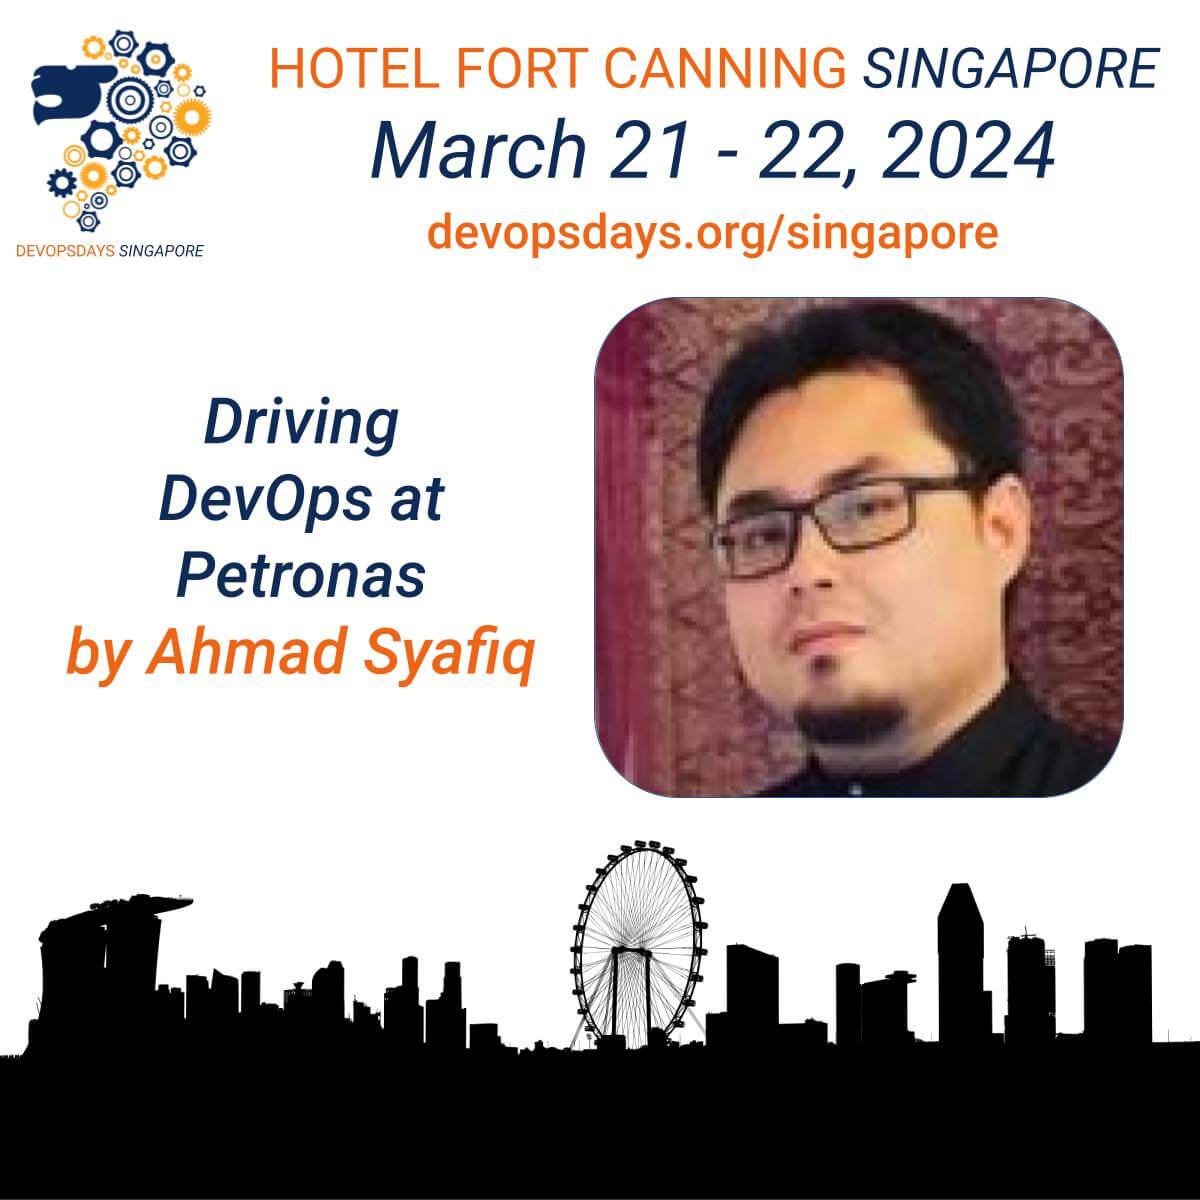 HOTEL FORT CANNING SINGAPORE
March 21 - 22, 2024
devopsdays.org/singapore
DEVOPSDAYS SINGAPORE
Driving
DevOps at
Petronas
by Ahmad Syafiq